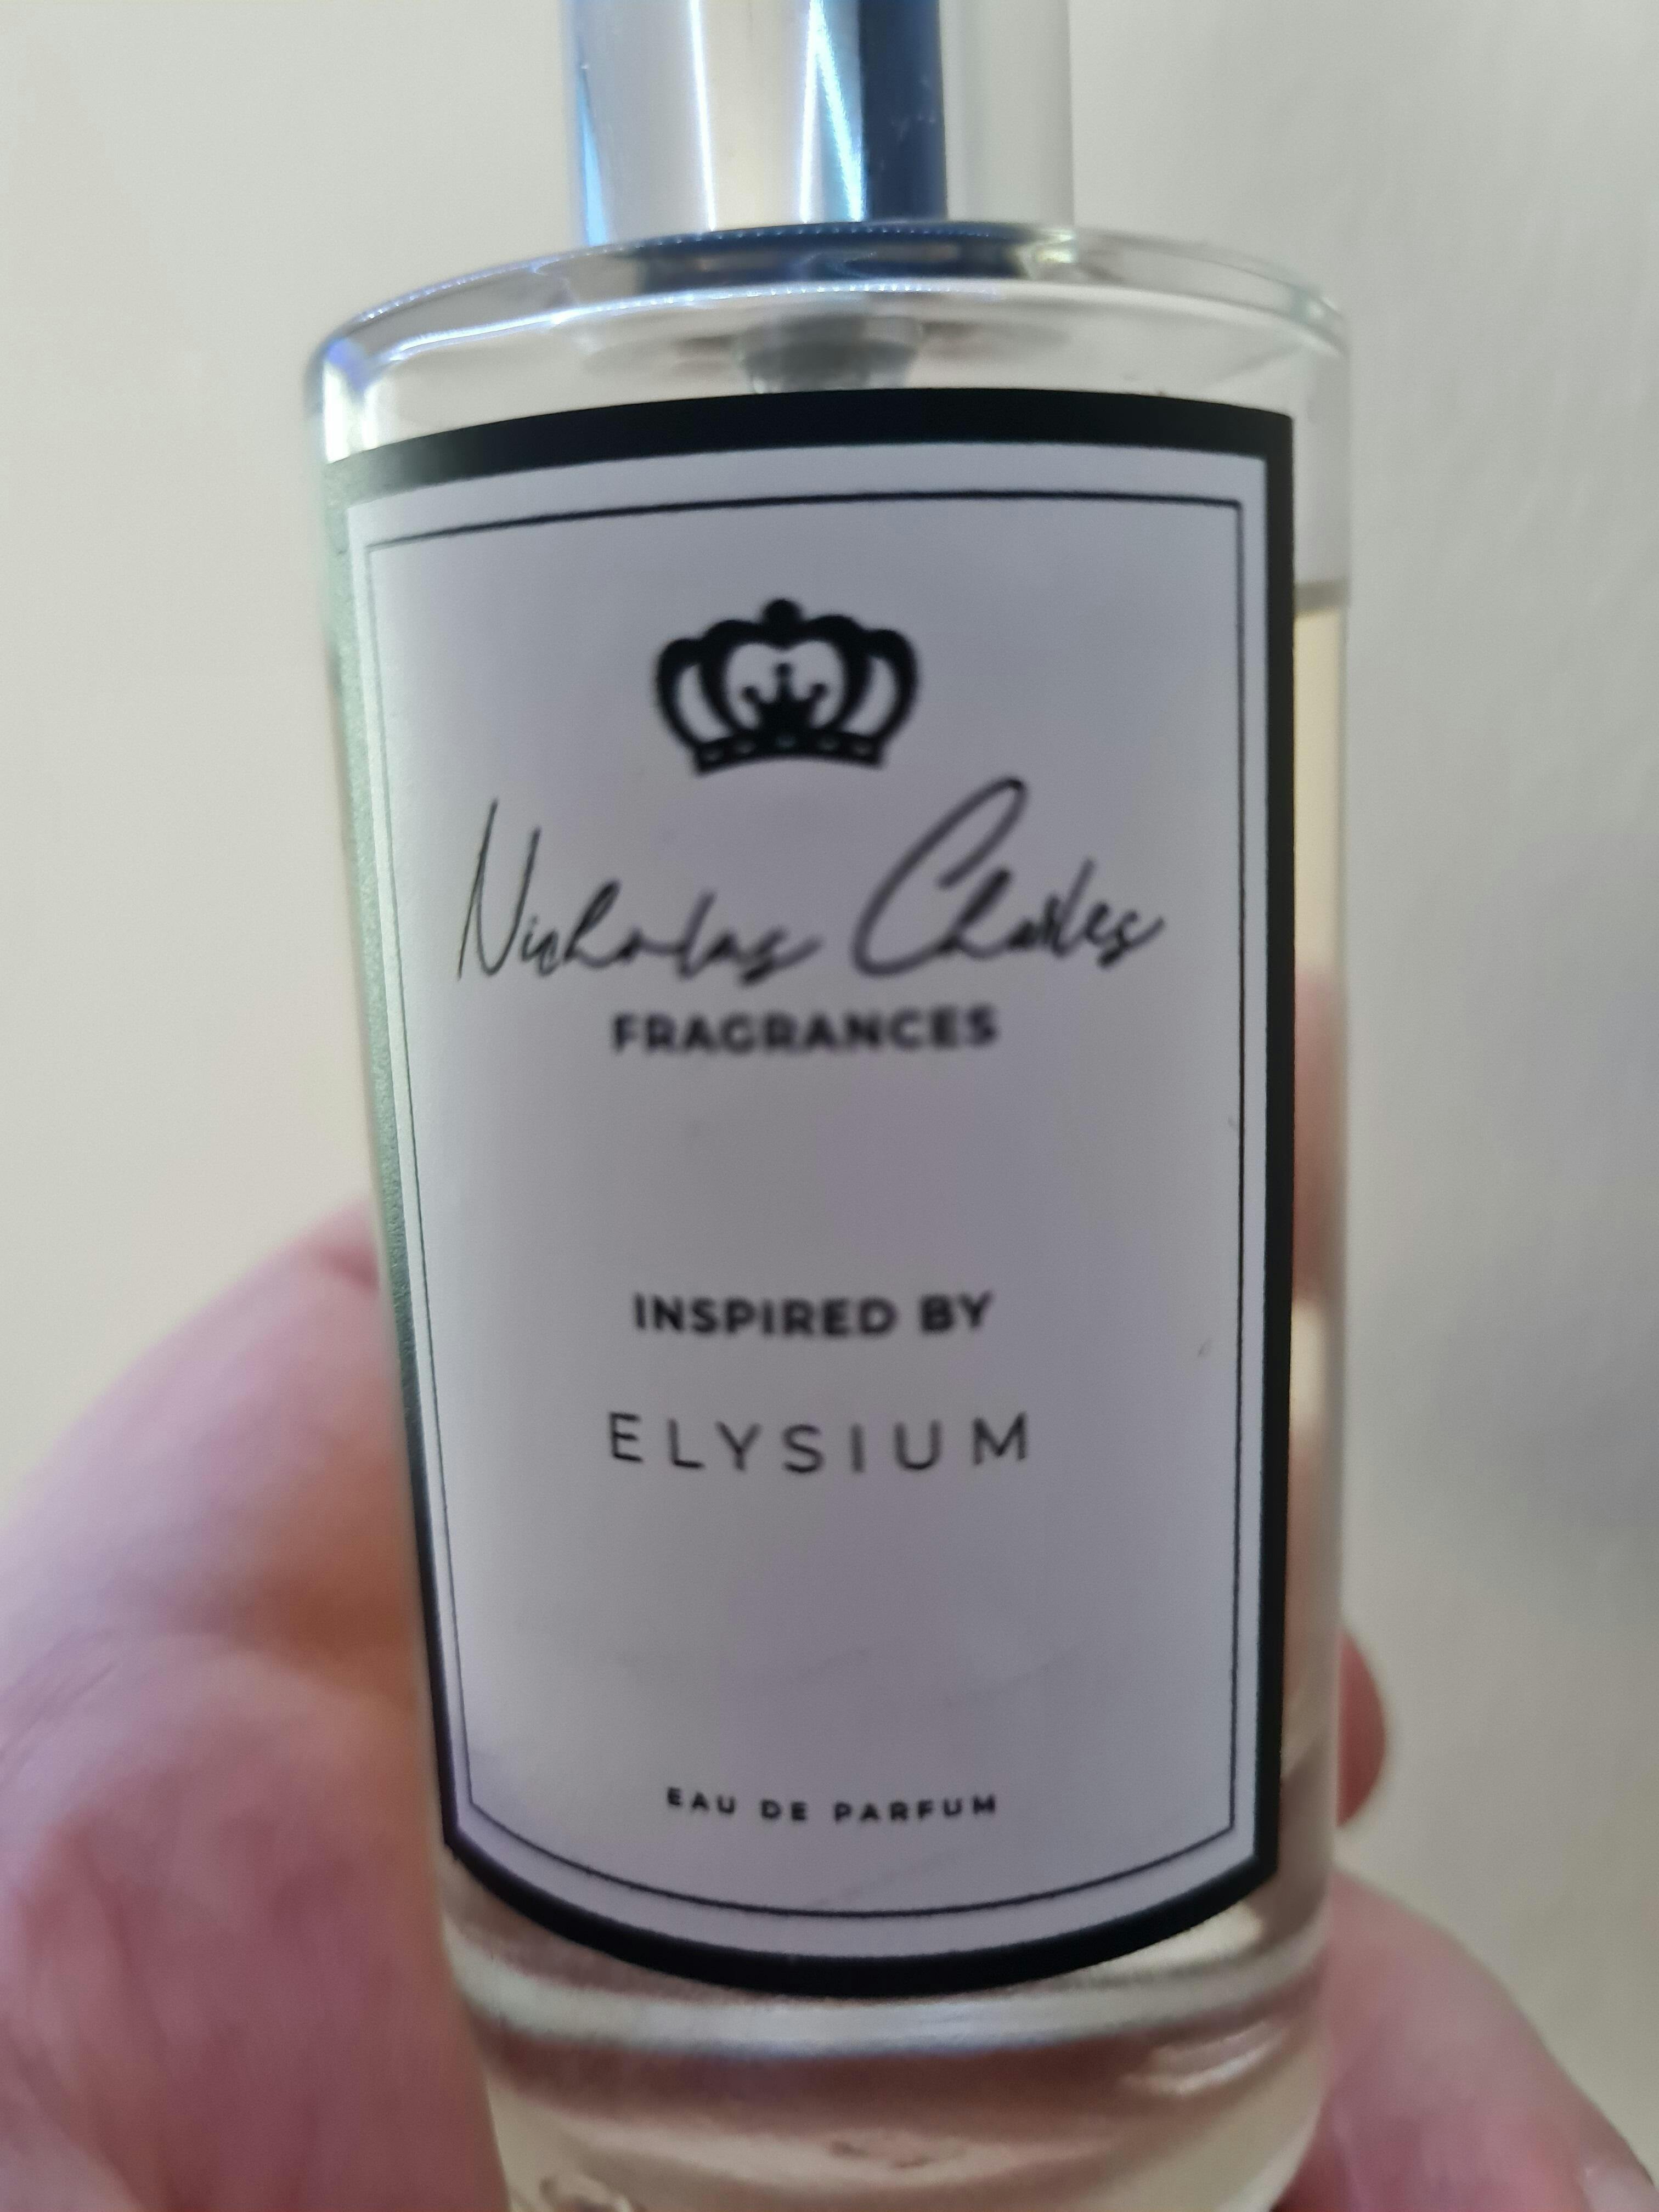 Nicholas Charles
FRAGRANCES
INSPIRED BY
ELYSIUM
EAU DE PARFUM